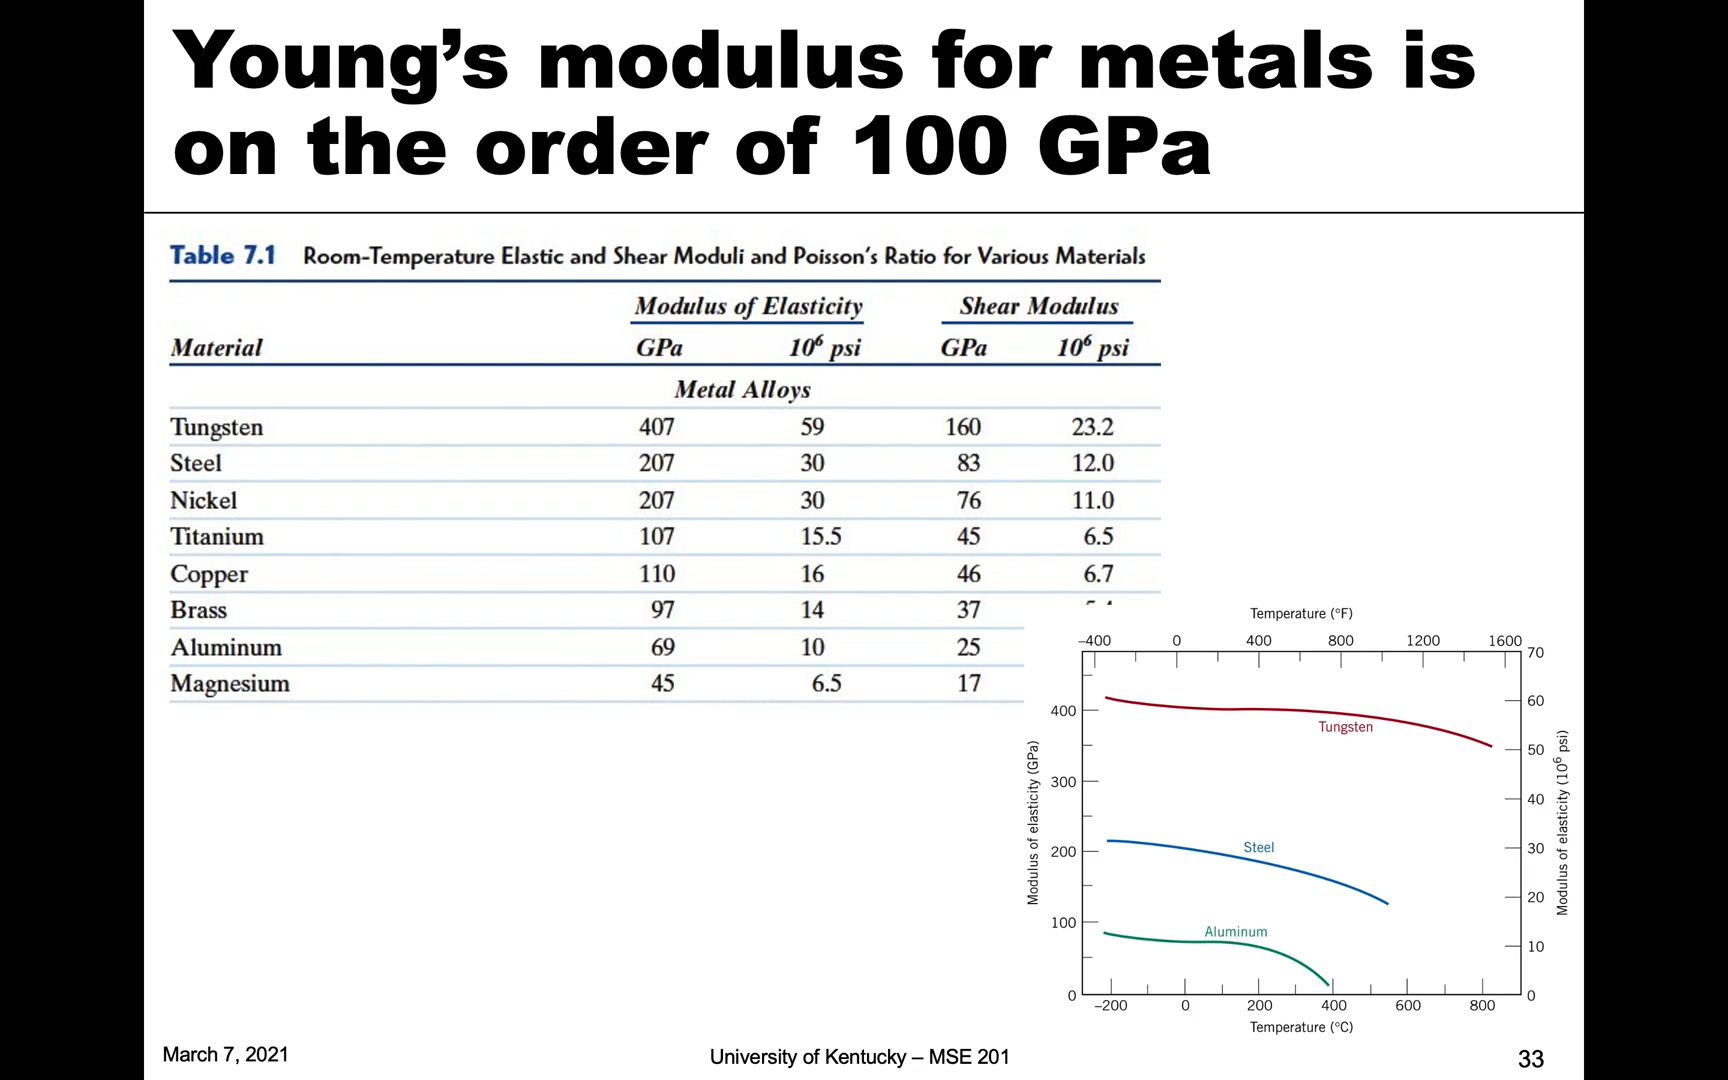 Young’s modulus for metals is
on the order of 100 GPa
Table 7.1 Room-Temperature Elastic and Shear Moduli and Poisson’s Ratio for Various Materials
Modulus of Elasticity Shear Modulus
Material GPa 10⁶ psi GPa 10⁶ psi
Metal Alloys
Tungsten 407 59 160 23.2
Steel 207 30 83 12.0
Nickel 207 30 76 11.0
Titanium 107 15.5 45 6.5
Copper 110 16 46 6.7
Brass 97 14 37
Aluminum 69 10 25
Magnesium 45 6.5 17
Temperature (°F)
–400 0 400 800 1200 1600
70
60
50
40
30
20
10
0
Modulus of elasticity (10⁶ psi)
Modulus of elasticity (GPa)
400
300
200
100
0
Tungsten
Steel
Aluminum
–200 0 200 400 600 800
Temperature (°C)
March 7, 2021
University of Kentucky – MSE 201
33